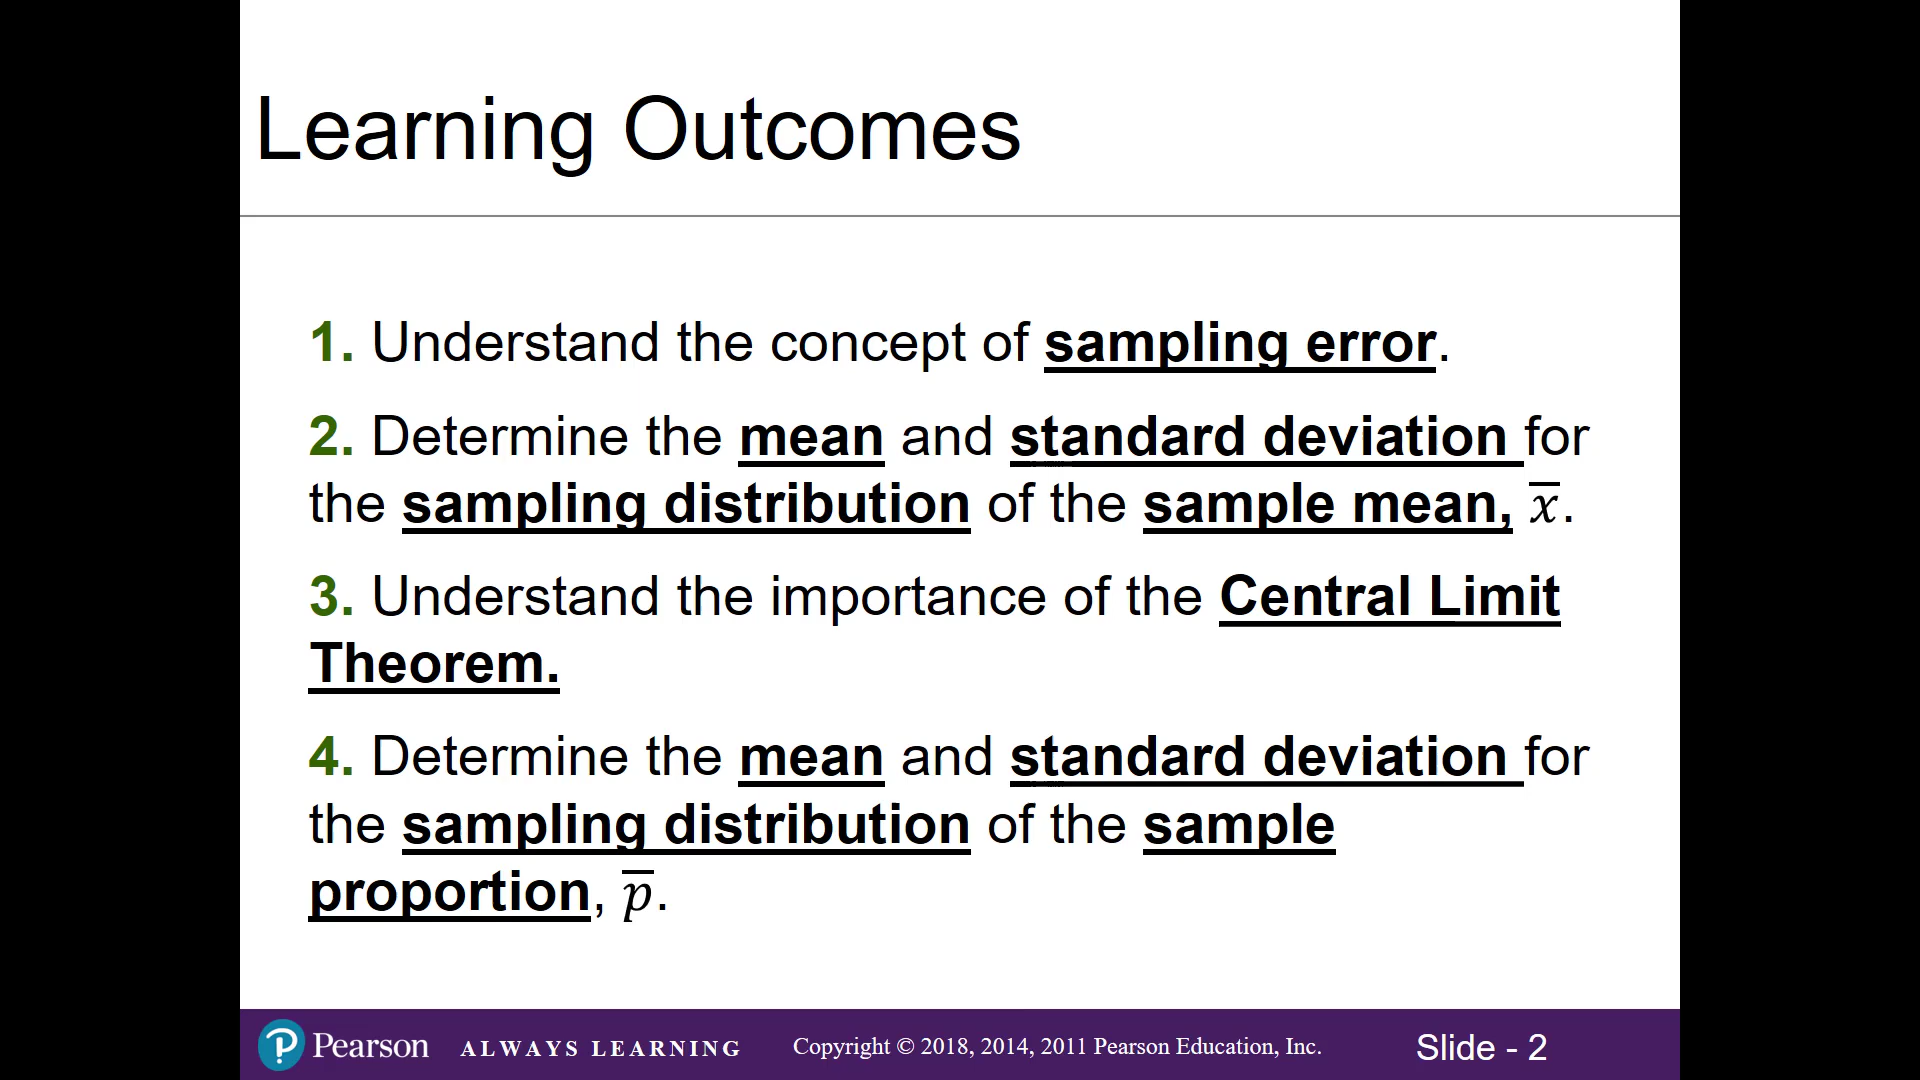 Learning Outcomes
1. Understand the concept of sampling error.
2. Determine the mean and standard deviation for
the sampling distribution of the sample mean, x̅.
3. Understand the importance of the Central Limit
Theorem.
4. Determine the mean and standard deviation for
the sampling distribution of the sample
proportion, p̅.
Pearson ALWAYS LEARNING Copyright © 2018, 2014, 2011 Pearson Education, Inc. Slide - 2